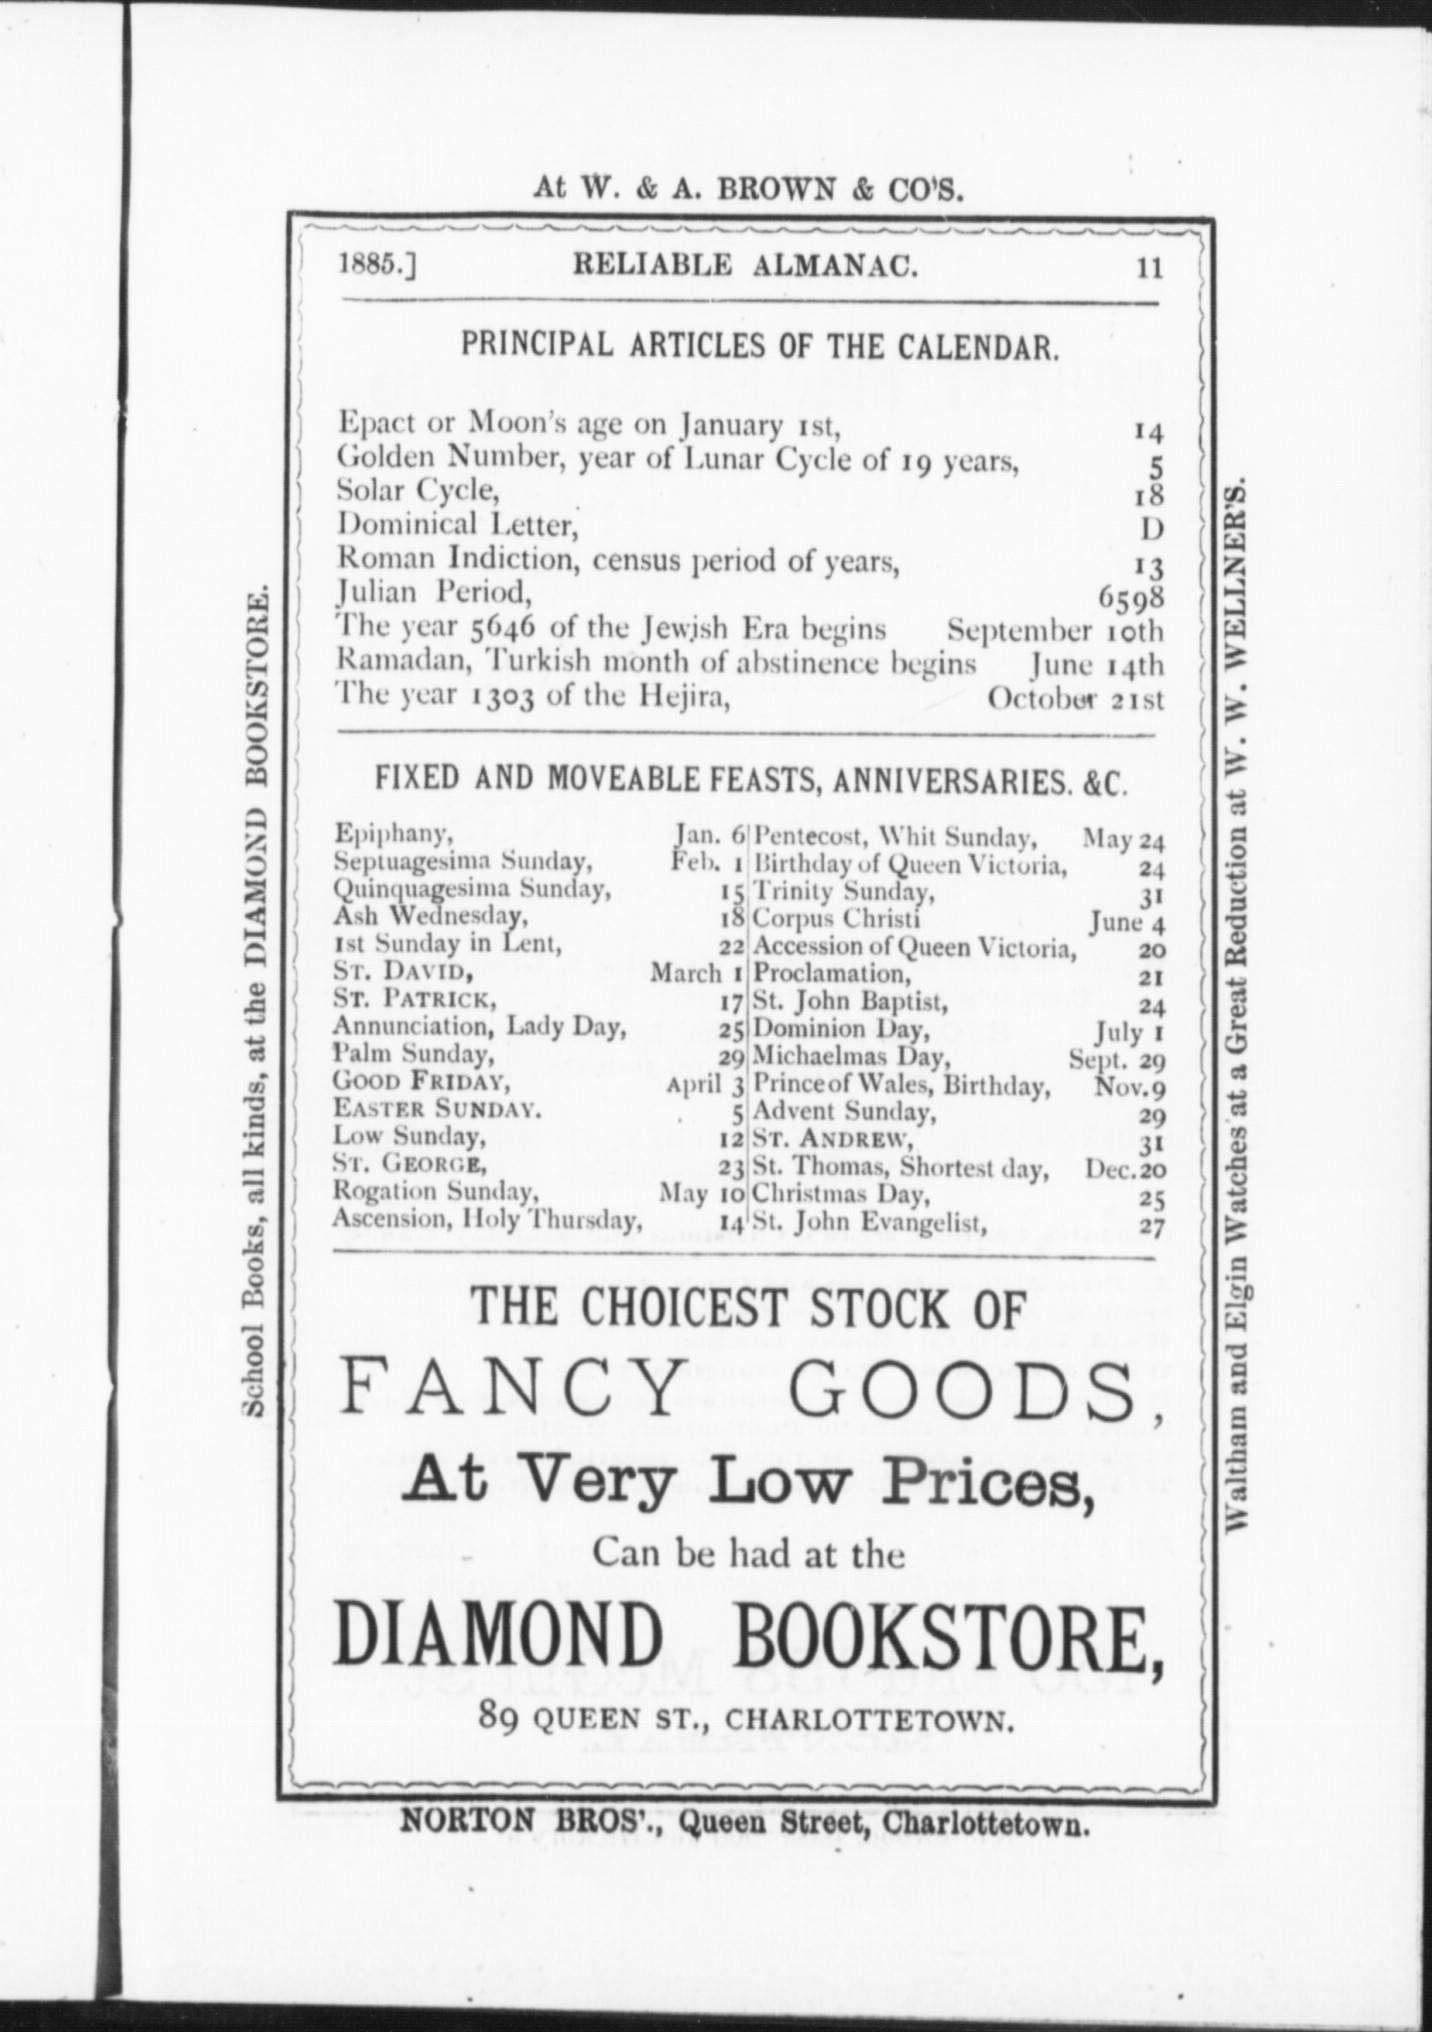 At W. & A. BROWN & CO'S.
1885.] RELIABLE ALMANAC. 11
PRINCIPAL ARTICLES OF THE CALENDAR.
Epact or Moon's age on January 1st, 14
Golden Number, year of Lunar Cycle of 19 years, 5
Solar Cycle, 18
Dominical Letter, D
Roman Indiction, census period of years, 13
Julian Period, 6598
The year 5646 of the Jewish Era begins September 10th
Ramadan, Turkish month of abstinence begins June 14th
The year 1303 of the Hejira, October 21st
FIXED AND MOVEABLE FEASTS, ANNIVERSARIES. &C.
Epiphany, Jan. 6
Septuagesima Sunday, Feb. 1
Quinquagesima Sunday, 15
Ash Wednesday, 18
1st Sunday in Lent, 22
ST. DAVID, March 1
ST. PATRICK, 17
Annunciation, Lady Day, 25
Palm Sunday, 29
GOOD FRIDAY, April 3
EASTER SUNDAY. 5
Low Sunday, 12
ST. GEORGE, 23
Rogation Sunday, May 10
Ascension, Holy Thursday, 14
Pentecost, Whit Sunday, May 24
Birthday of Queen Victoria, 24
Trinity Sunday, 31
Corpus Christi June 4
Accession of Queen Victoria, 20
Proclamation, 21
St. John Baptist, 24
Dominion Day, July 1
Michaelmas Day, Sept. 29
Prince of Wales, Birthday, Nov. 9
Advent Sunday, 29
ST. ANDREW, 31
St. Thomas, Shortest day, Dec. 20
Christmas Day, 25
St. John Evangelist, 27
THE CHOICEST STOCK OF
FANCY GOODS,
At Very Low Prices,
Can be had at the
DIAMOND BOOKSTORE,
89 QUEEN ST., CHARLOTTETOWN.
NORTON BROS'., Queen Street, Charlottetown.
School Books, all kinds, at the DIAMOND BOOKSTORE.
Waltham and Elgin Watches at a Great Reduction at W. W. WELLNER'S.